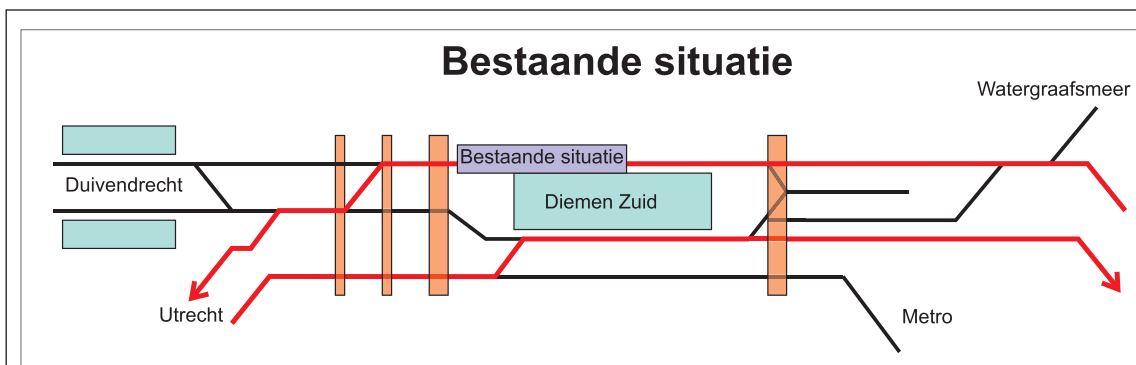 Bestaande situatie
Watergraafsmeer
Bestaande situatie
Duivendrecht
Diemen Zuid
Utrecht
Metro